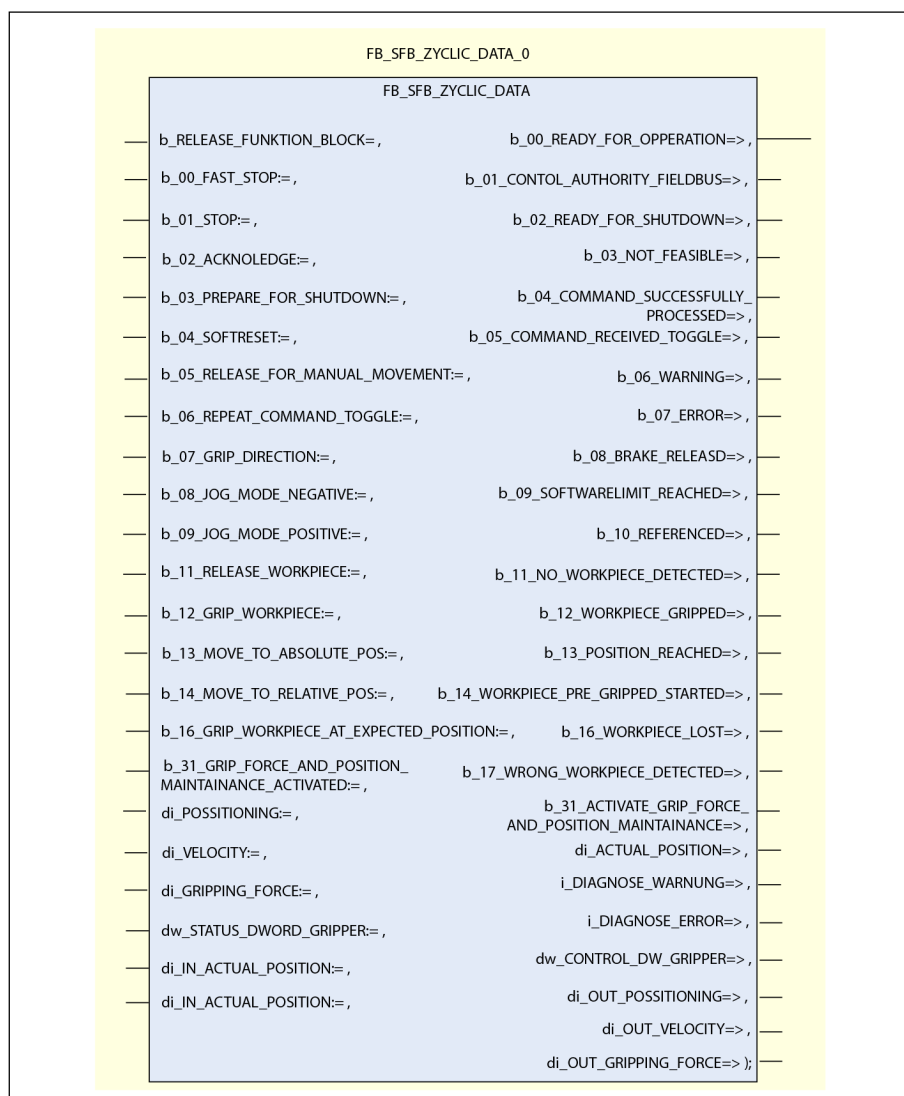 FB_SFB_ZYCLIC_DATA_0
FB_SFB_ZYCLIC_DATA
b_RELEASE_FUNKTION_BLOCK= ,
b_00_FAST_STOP:= ,
b_01_STOP:= ,
b_02_ACKNOLEDGE:= ,
b_03_PREPARE_FOR_SHUTDOWN:= ,
b_04_SOFTRESET:= ,
b_05_RELEASE_FOR_MANUAL_MOVEMENT:= ,
b_06_REPEAT_COMMAND_TOGGLE:= ,
b_07_GRIP_DIRECTION:= ,
b_08_JOG_MODE_NEGATIVE:= ,
b_09_JOG_MODE_POSITIVE:= ,
b_11_RELEASE_WORKPIECE:= ,
b_12_GRIP_WORKPIECE:= ,
b_13_MOVE_TO_ABSOLUTE_POS:= ,
b_14_MOVE_TO_RELATIVE_POS:= ,
b_16_GRIP_WORKPIECE_AT_EXPECTED_POSITION:= ,
b_31_GRIP_FORCE_AND_POSITION_
MAINTAINANCE_ACTIVATED:= ,
di_POSSITIONING:= ,
di_VELOCITY:= ,
di_GRIPPING_FORCE:= ,
dw_STATUS_DWORD_GRIPPER:= ,
di_IN_ACTUAL_POSITION:= ,
di_IN_ACTUAL_POSITION:= ,
b_00_READY_FOR_OPPERATION=> ,
b_01_CONTOL_AUTHORITY_FIELDBUS=> ,
b_02_READY_FOR_SHUTDOWN=> ,
b_03_NOT_FEASIBLE=> ,
b_04_COMMAND_SUCCESSFULLY_
PROCESSED=> ,
b_05_COMMAND_RECEIVED_TOGGLE=> ,
b_06_WARNING=> ,
b_07_ERROR=> ,
b_08_BRAKE_RELEASD=> ,
b_09_SOFTWARELIMIT_REACHED=> ,
b_10_REFERENCED=> ,
b_11_NO_WORKPIECE_DETECTED=> ,
b_12_WORKPIECE_GRIPPED=> ,
b_13_POSITION_REACHED=> ,
b_14_WORKPIECE_PRE_GRIPPED_STARTED=> ,
b_16_WORKPIECE_LOST=> ,
b_17_WRONG_WORKPIECE_DETECTED=> ,
b_31_ACTIVATE_GRIP_FORCE_
AND_POSITION_MAINTAINANCE=> ,
di_ACTUAL_POSITION=> ,
i_DIAGNOSE_WARNUNG=> ,
i_DIAGNOSE_ERROR=> ,
dw_CONTROL_DW_GRIPPER=> ,
di_OUT_POSSITIONING=> ,
di_OUT_VELOCITY=> ,
di_OUT_GRIPPING_FORCE=> );